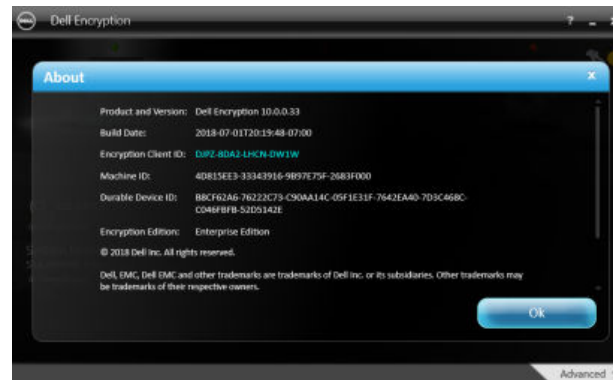 DELL Dell Encryption ? _
About x
Product and Version: Dell Encryption 10.0.0.33
Build Date: 2018-07-01T20:19:48-07:00
Encryption Client ID: DJPZ-8DA2-LHCN-DW1W
Machine ID: 4D815EE3-33343916-9B97E75F-2683F000
Durable Device ID: B8CF62A6-76222C73-C90AA14C-05F1E31F-7642EA40-7D3C468C-
C046FBFB-52D5142E
Encryption Edition: Enterprise Edition
© 2018 Dell Inc. All rights reserved.
Dell, EMC, Dell EMC and other trademarks are trademarks of Dell Inc. or its subsidiaries. Other trademarks may
be trademarks of their respective owners.
Ok
Advanced